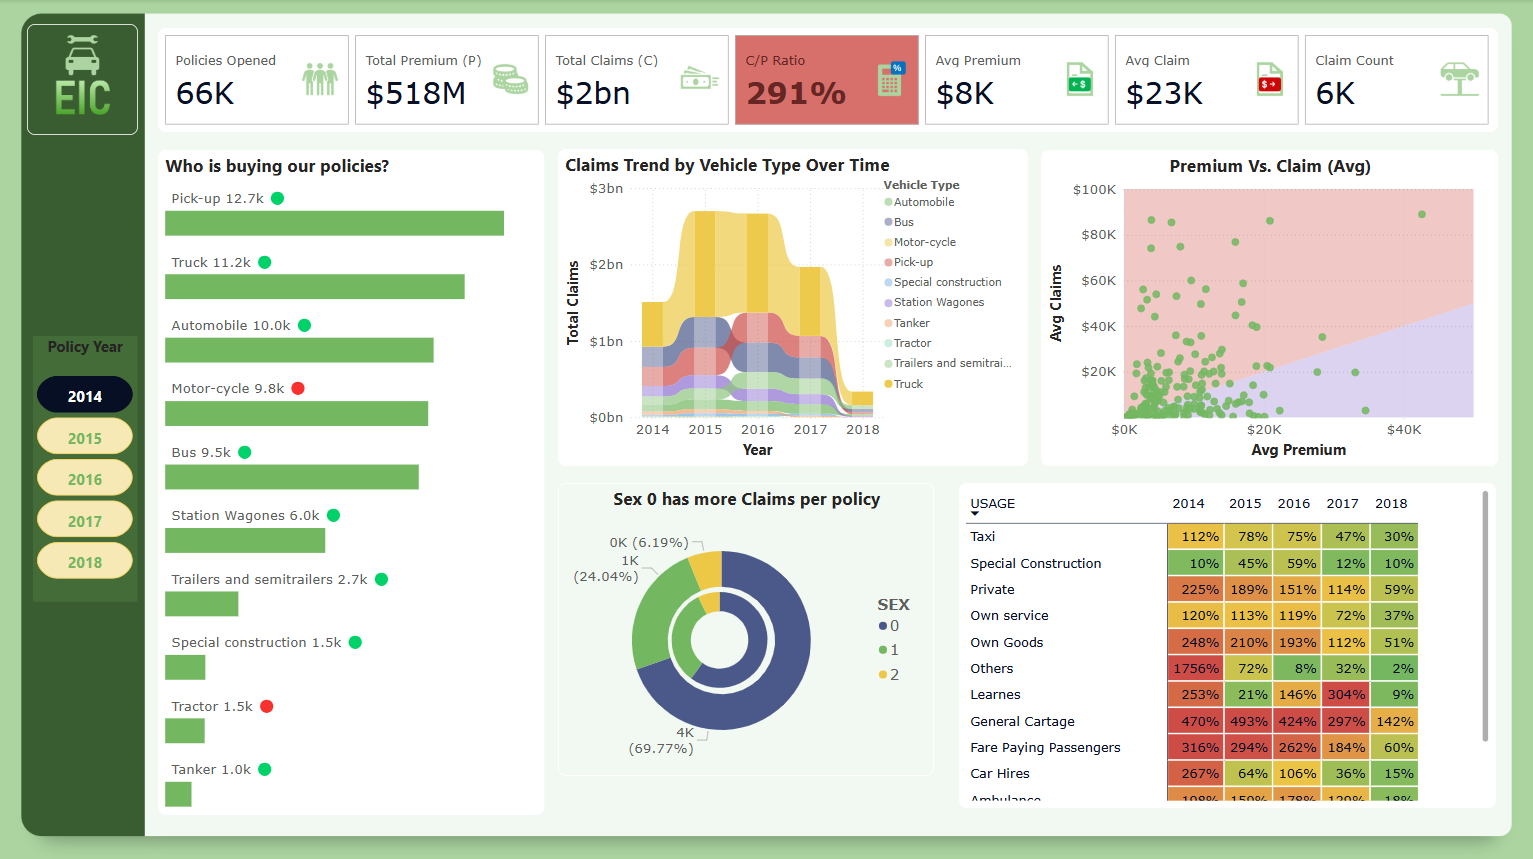 EIC
Policy Year
2014
2015
2016
2017
2018
Policies Opened
66K
Total Premium (P)
$518M
Total Claims (C)
$2bn
C/P Ratio
291%
%
Avg Premium
$8K
$
Avg Claim
$23K
$
Claim Count
6K
Who is buying our policies?
Pick-up 12.7k
Truck 11.2k
Automobile 10.0k
Motor-cycle 9.8k
Bus 9.5k
Station Wagones 6.0k
Trailers and semitrailers 2.7k
Special construction 1.5k
Tractor 1.5k
Tanker 1.0k
Claims Trend by Vehicle Type Over Time
Total Claims
$3bn
$2bn
$1bn
$0bn
2014 2015 2016 2017 2018
Year
Vehicle Type
Automobile
Bus
Motor-cycle
Pick-up
Special construction
Station Wagones
Tanker
Tractor
Trailers and semitrai...
Truck
Premium Vs. Claim (Avg)
Avg Claims
$100K
$80K
$60K
$40K
$20K
$0K $20K $40K
Avg Premium
Sex 0 has more Claims per policy
0K (6.19%)
1K
(24.04%)
4K
(69.77%)
SEX
0
1
2
USAGE 2014 2015 2016 2017 2018
Taxi 112% 78% 75% 47% 30%
Special Construction 10% 45% 59% 12% 10%
Private 225% 189% 151% 114% 59%
Own service 120% 113% 119% 72% 37%
Own Goods 248% 210% 193% 112% 51%
Others 1756% 72% 8% 32% 2%
Learnes 253% 21% 146% 304% 9%
General Cartage 470% 493% 424% 297% 142%
Fare Paying Passengers 316% 294% 262% 184% 60%
Car Hires 267% 64% 106% 36% 15%
Ambulance 198% 159% 178% 129% 18%